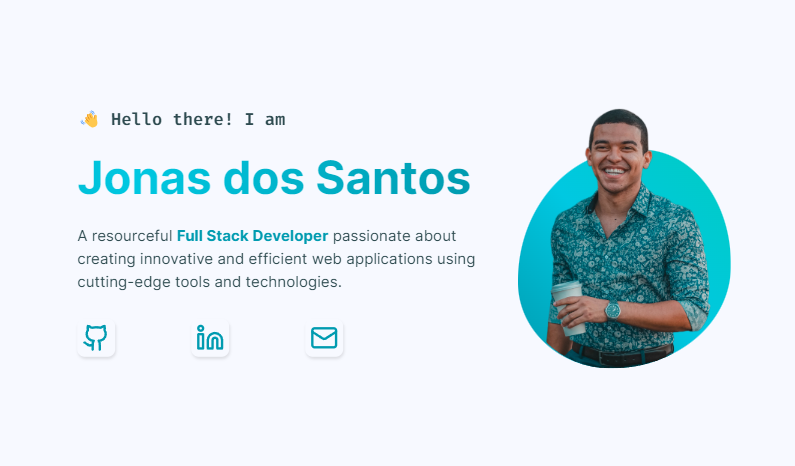 👋 Hello there! I am
Jonas dos Santos
A resourceful Full Stack Developer passionate about
creating innovative and efficient web applications using
cutting-edge tools and technologies.